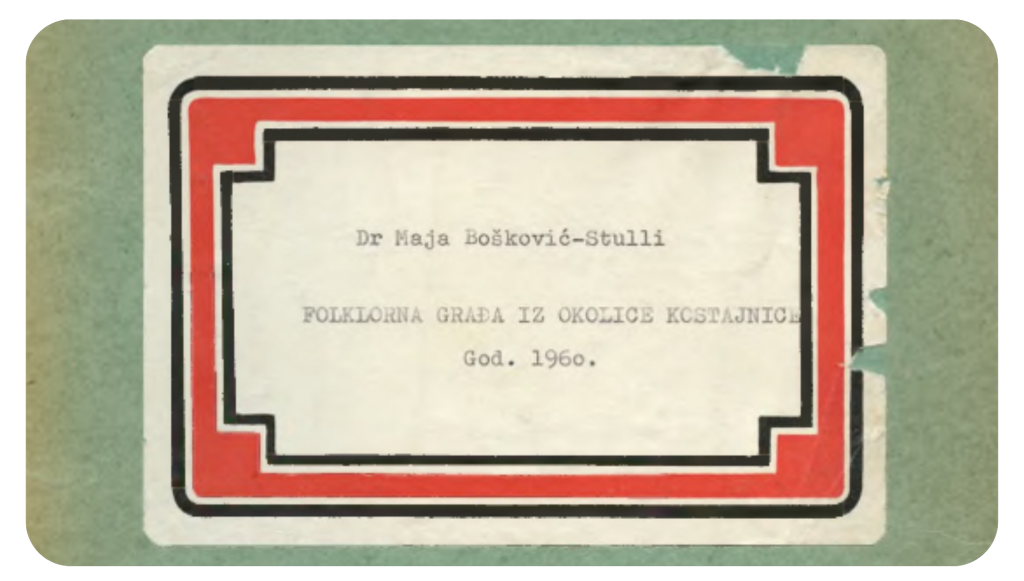 Dr Maja Bošković-Stulli
FOLKLORNA GRAĐA IZ OKOLICE KOSTAJNICE
God. 196o.